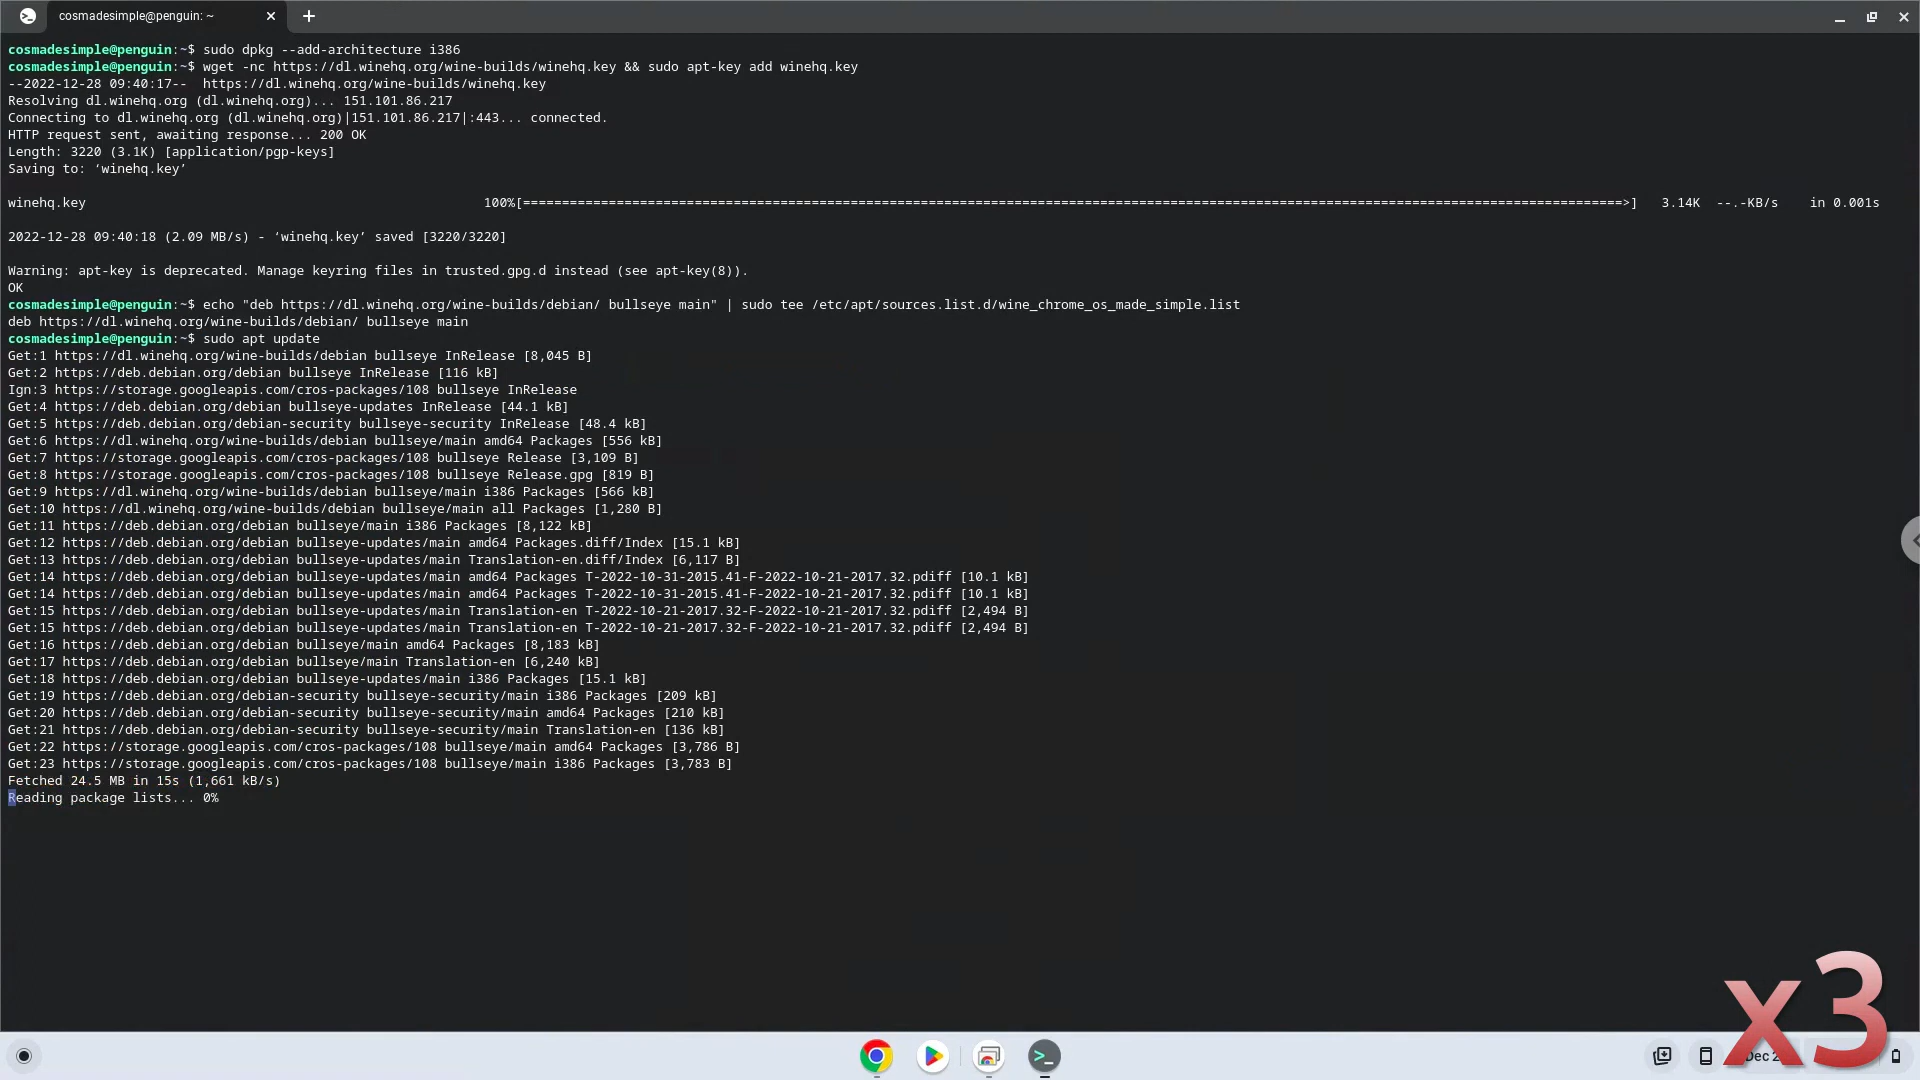 cosmadesimple@penguin: ~
cosmadesimple@penguin:~$ sudo dpkg --add-architecture i386
cosmadesimple@penguin:~$ wget -nc https://dl.winehq.org/wine-builds/winehq.key && sudo apt-key add winehq.key
--2022-12-28 09:40:17--  https://dl.winehq.org/wine-builds/winehq.key
Resolving dl.winehq.org (dl.winehq.org)... 151.101.86.217
Connecting to dl.winehq.org (dl.winehq.org)|151.101.86.217|:443... connected.
HTTP request sent, awaiting response... 200 OK
Length: 3220 (3.1K) [application/pgp-keys]
Saving to: ‘winehq.key’
winehq.key 100%[=============================================================================================================================================>] 3.14K --.-KB/s in 0.001s
2022-12-28 09:40:18 (2.09 MB/s) - ‘winehq.key’ saved [3220/3220]
Warning: apt-key is deprecated. Manage keyring files in trusted.gpg.d instead (see apt-key(8)).
OK
cosmadesimple@penguin:~$ echo "deb https://dl.winehq.org/wine-builds/debian/ bullseye main" | sudo tee /etc/apt/sources.list.d/wine_chrome_os_made_simple.list
deb https://dl.winehq.org/wine-builds/debian/ bullseye main
cosmadesimple@penguin:~$ sudo apt update
Get:1 https://dl.winehq.org/wine-builds/debian bullseye InRelease [8,045 B]
Get:2 https://deb.debian.org/debian bullseye InRelease [116 kB]
Ign:3 https://storage.googleapis.com/cros-packages/108 bullseye InRelease
Get:4 https://deb.debian.org/debian bullseye-updates InRelease [44.1 kB]
Get:5 https://deb.debian.org/debian-security bullseye-security InRelease [48.4 kB]
Get:6 https://dl.winehq.org/wine-builds/debian bullseye/main amd64 Packages [556 kB]
Get:7 https://storage.googleapis.com/cros-packages/108 bullseye Release [3,109 B]
Get:8 https://storage.googleapis.com/cros-packages/108 bullseye Release.gpg [819 B]
Get:9 https://dl.winehq.org/wine-builds/debian bullseye/main i386 Packages [566 kB]
Get:10 https://dl.winehq.org/wine-builds/debian bullseye/main all Packages [1,280 B]
Get:11 https://deb.debian.org/debian bullseye/main i386 Packages [8,122 kB]
Get:12 https://deb.debian.org/debian bullseye-updates/main amd64 Packages.diff/Index [15.1 kB]
Get:13 https://deb.debian.org/debian bullseye-updates/main Translation-en.diff/Index [6,117 B]
Get:14 https://deb.debian.org/debian bullseye-updates/main amd64 Packages T-2022-10-31-2015.41-F-2022-10-21-2017.32.pdiff [10.1 kB]
Get:14 https://deb.debian.org/debian bullseye-updates/main amd64 Packages T-2022-10-31-2015.41-F-2022-10-21-2017.32.pdiff [10.1 kB]
Get:15 https://deb.debian.org/debian bullseye-updates/main Translation-en T-2022-10-21-2017.32-F-2022-10-21-2017.32.pdiff [2,494 B]
Get:15 https://deb.debian.org/debian bullseye-updates/main Translation-en T-2022-10-21-2017.32-F-2022-10-21-2017.32.pdiff [2,494 B]
Get:16 https://deb.debian.org/debian bullseye/main amd64 Packages [8,183 kB]
Get:17 https://deb.debian.org/debian bullseye/main Translation-en [6,240 kB]
Get:18 https://deb.debian.org/debian bullseye-updates/main i386 Packages [15.1 kB]
Get:19 https://deb.debian.org/debian-security bullseye-security/main i386 Packages [209 kB]
Get:20 https://deb.debian.org/debian-security bullseye-security/main amd64 Packages [210 kB]
Get:21 https://deb.debian.org/debian-security bullseye-security/main Translation-en [136 kB]
Get:22 https://storage.googleapis.com/cros-packages/108 bullseye/main amd64 Packages [3,786 B]
Get:23 https://storage.googleapis.com/cros-packages/108 bullseye/main i386 Packages [3,783 B]
Fetched 24.5 MB in 15s (1,661 kB/s)
Reading package lists... 0%
x3
Dec